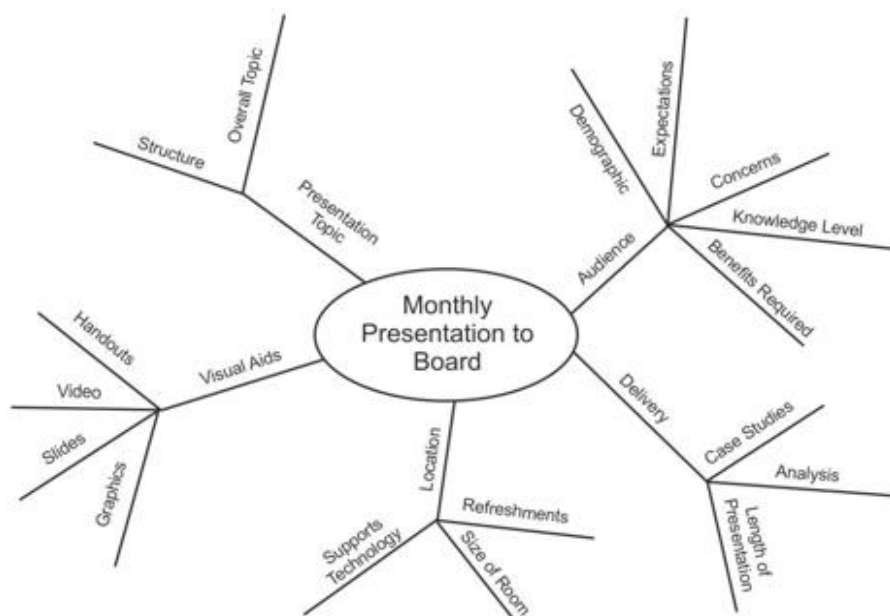 Monthly
Presentation to
Board
Presentation
Topic
Structure
Overall Topic
Audience
Demographic
Expectations
Concerns
Knowledge Level
Benefits Required
Delivery
Case Studies
Analysis
Length of
Presentation
Location
Refreshments
Size of Room
Supports
Technology
Visual Aids
Handouts
Video
Slides
Graphics